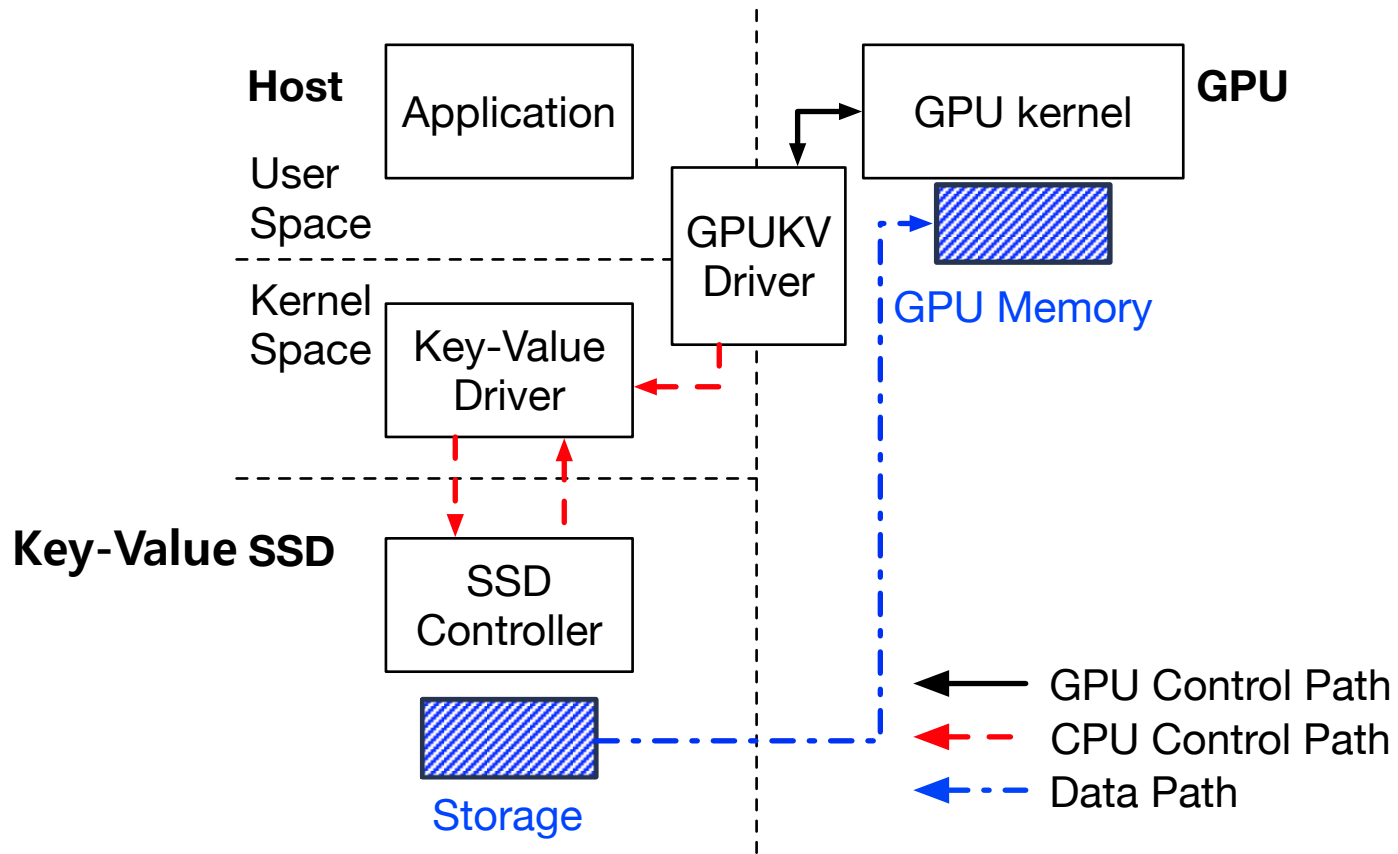 Host
Application
GPU kernel
GPU
User
Space
GPUKV
Driver
GPU Memory
Kernel
Space
Key-Value
Driver
Key-Value SSD
SSD
Controller
Storage
GPU Control Path
CPU Control Path
Data Path